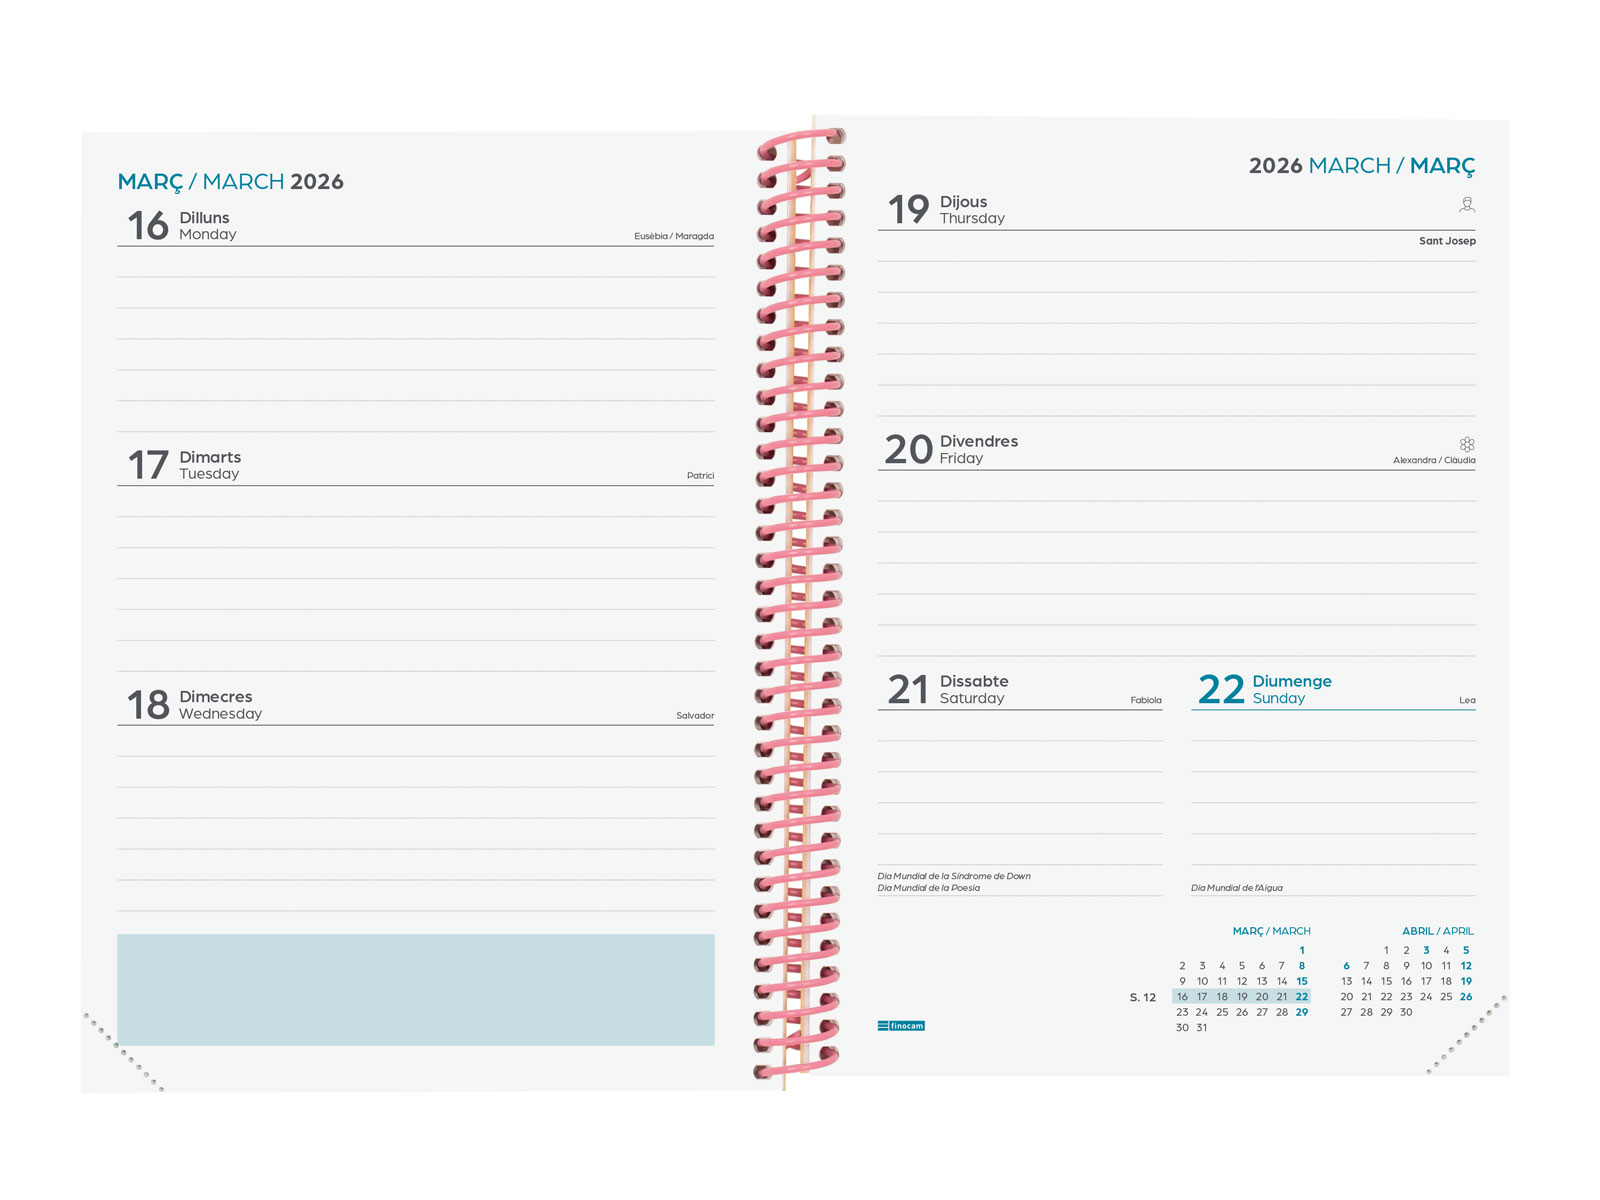 MARÇ / MARCH 2026
16 Dilluns
Monday
Eusèbia / Maragda
17 Dimarts
Tuesday
Patrici
18 Dimecres
Wednesday
Salvador
2026 MARCH / MARÇ
19 Dijous
Thursday
Sant Josep
20 Divendres
Friday
Alexandra / Clàudia
21 Dissabte
Saturday
Fabiola
Dia Mundial de la Síndrome de Down
Dia Mundial de la Poesia
22 Diumenge
Sunday
Lea
Dia Mundial de l'Aigua
finocam
S. 12
MARÇ / MARCH
1
2 3 4 5 6 7 8
9 10 11 12 13 14 15
16 17 18 19 20 21 22
23 24 25 26 27 28 29
30 31
ABRIL / APRIL
1 2 3 4 5
6 7 8 9 10 11 12
13 14 15 16 17 18 19
20 21 22 23 24 25 26
27 28 29 30